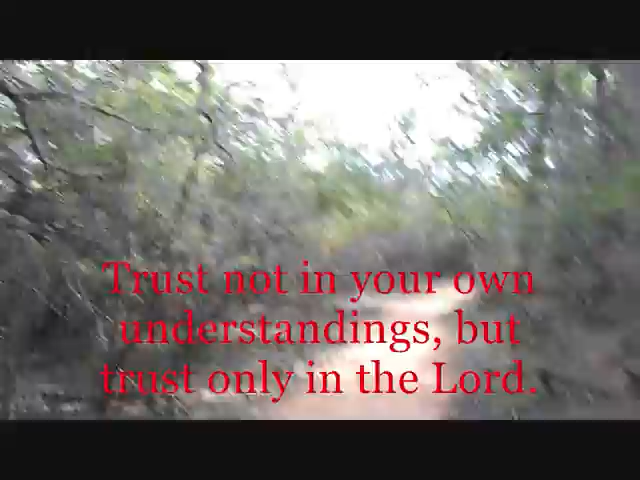 Trust not in your own
understandings, but
trust only in the Lord.